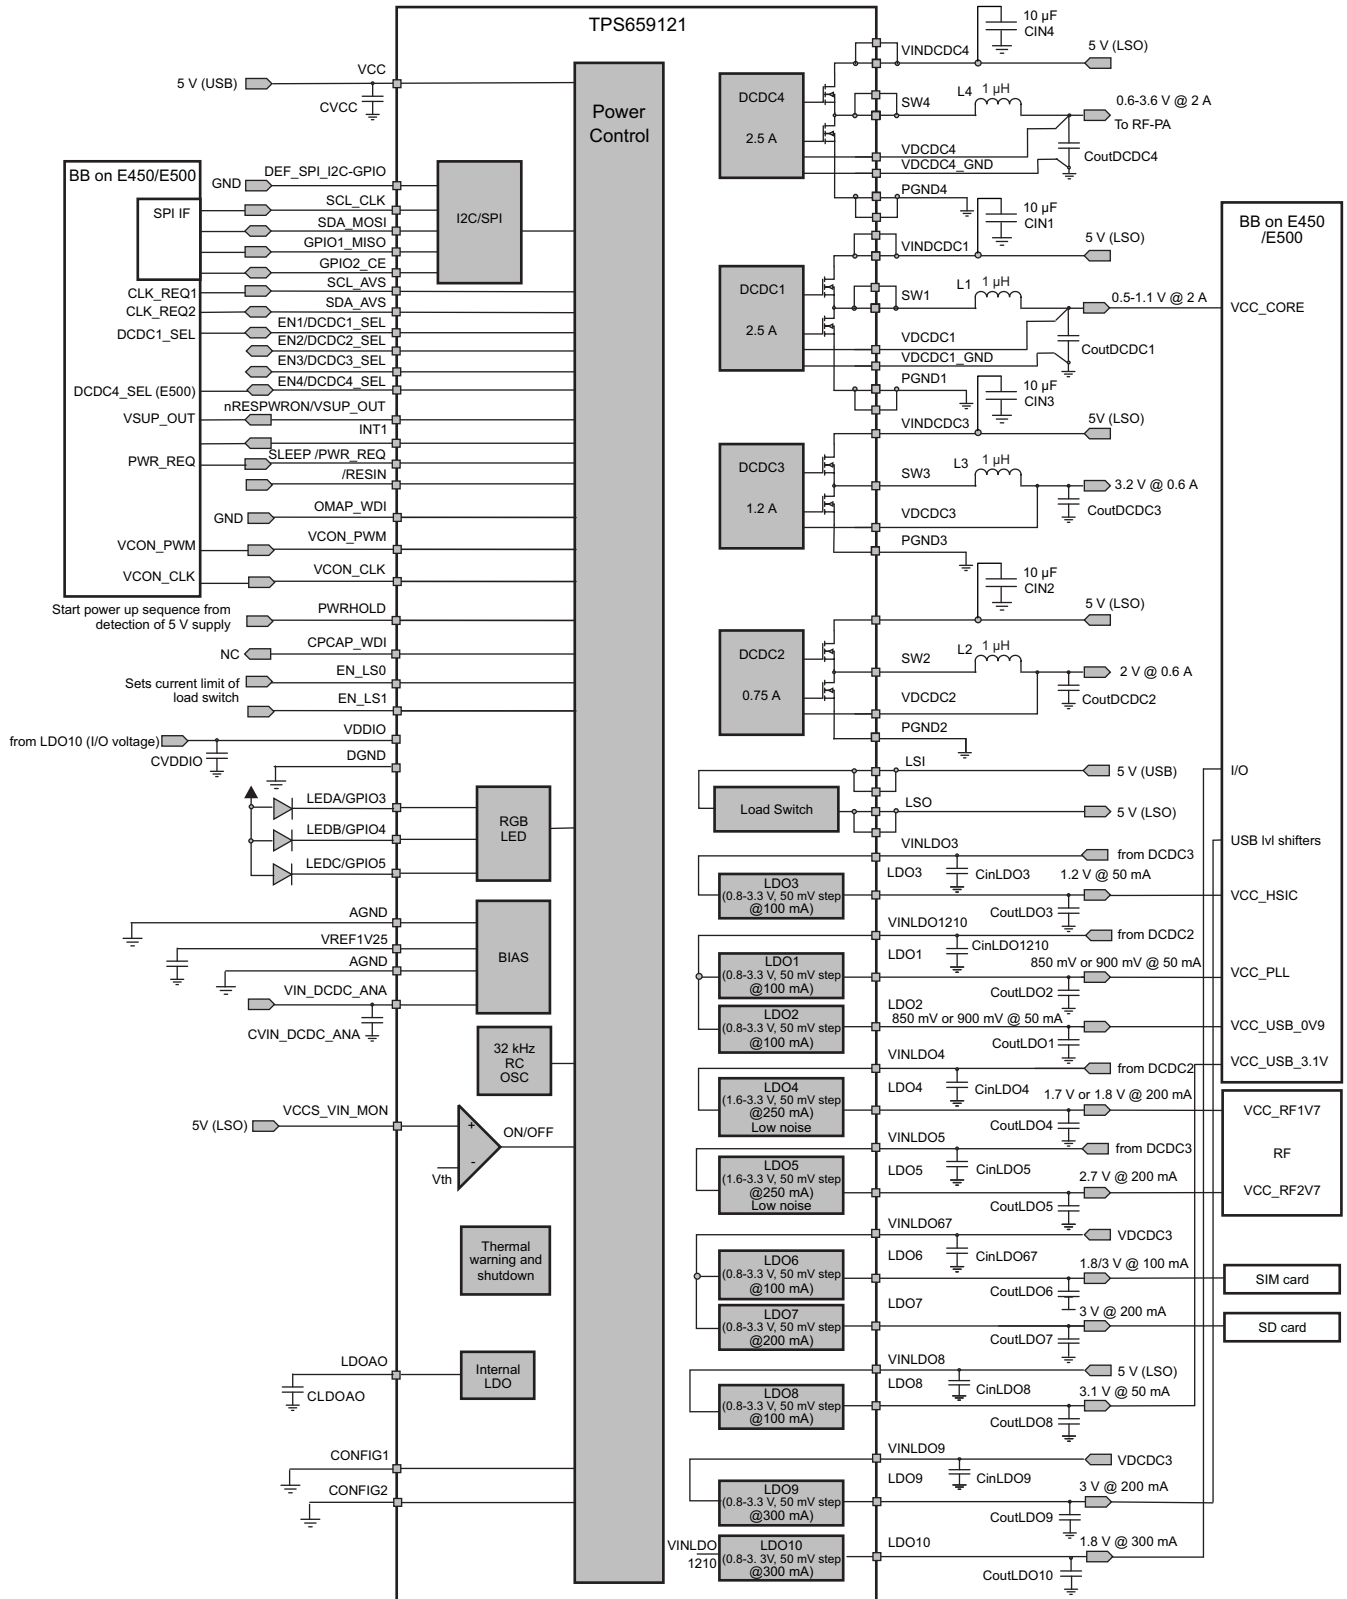 TPS659121
5 V (USB)
VCC
CVCC
Power
Control
BB on E450/E500
SPI IF
GND
DEF_SPI_I2C-GPIO
SCL_CLK
SDA_MOSI
GPIO1_MISO
GPIO2_CE
I2C/SPI
CLK_REQ1
SCL_AVS
CLK_REQ2
SDA_AVS
DCDC1_SEL
EN1/DCDC1_SEL
EN2/DCDC2_SEL
EN3/DCDC3_SEL
DCDC4_SEL (E500)
EN4/DCDC4_SEL
VSUP_OUT
nRESPWRON/VSUP_OUT
INT1
PWR_REQ
SLEEP /PWR_REQ
/RESIN
GND
OMAP_WDI
VCON_PWM
VCON_PWM
VCON_CLK
VCON_CLK
Start power up sequence from
detection of 5 V supply
PWRHOLD
NC
CPCAP_WDI
Sets current limit of
load switch
EN_LS0
EN_LS1
from LDO10 (I/O voltage)
VDDIO
CVDDIO
DGND
LEDA/GPIO3
LEDB/GPIO4
LEDC/GPIO5
RGB
LED
AGND
VREF1V25
AGND
VIN_DCDC_ANA
CVIN_DCDC_ANA
BIAS
32 kHz
RC
OSC
5V (LSO)
VCCS_VIN_MON
+
-
Vth
ON/OFF
Thermal
warning and
shutdown
LDOAO
CLDOAO
Internal
LDO
CONFIG1
CONFIG2
DCDC4
2.5 A
VINDCDC4
10 µF
CIN4
5 V (LSO)
SW4
L4
1 µH
0.6-3.6 V @ 2 A
To RF-PA
VDCDC4
VDCDC4_GND
CoutDCDC4
PGND4
DCDC1
2.5 A
10 µF
CIN1
VINDCDC1
5 V (LSO)
SW1
L1
1 µH
0.5-1.1 V @ 2 A
VDCDC1
VDCDC1_GND
CoutDCDC1
PGND1
DCDC3
1.2 A
10 µF
CIN3
VINDCDC3
5V (LSO)
SW3
L3
1 µH
3.2 V @ 0.6 A
CoutDCDC3
VDCDC3
PGND3
DCDC2
0.75 A
10 µF
CIN2
5 V (LSO)
SW2
L2
1 µH
2 V @ 0.6 A
CoutDCDC2
VDCDC2
PGND2
Load Switch
LSI
5 V (USB)
LSO
5 V (LSO)
LDO3
(0.8-3.3 V, 50 mV step
@100 mA)
VINLDO3
from DCDC3
LDO3
CinLDO3
1.2 V @ 50 mA
CoutLDO3
VINLDO1210
from DCDC2
CinLDO1210
LDO1
(0.8-3.3 V, 50 mV step
@100 mA)
LDO1
850 mV or 900 mV @ 50 mA
CoutLDO2
LDO2
(0.8-3.3 V, 50 mV step
@100 mA)
LDO2
850 mV or 900 mV @ 50 mA
CoutLDO1
VINLDO4
from DCDC2
LDO4
(1.6-3.3 V, 50 mV step
@250 mA)
Low noise
LDO4
CinLDO4
1.7 V or 1.8 V @ 200 mA
CoutLDO4
VINLDO5
from DCDC3
LDO5
(1.6-3.3 V, 50 mV step
@250 mA)
Low noise
LDO5
CinLDO5
2.7 V @ 200 mA
CoutLDO5
VINLDO67
VDCDC3
CinLDO67
LDO6
(0.8-3.3 V, 50 mV step
@100 mA)
LDO6
1.8/3 V @ 100 mA
CoutLDO6
LDO7
(0.8-3.3 V, 50 mV step
@200 mA)
LDO7
3 V @ 200 mA
CoutLDO7
VINLDO8
5 V (LSO)
LDO8
(0.8-3.3 V, 50 mV step
@100 mA)
LDO8
CinLDO8
3.1 V @ 50 mA
CoutLDO8
VINLDO9
VDCDC3
LDO9
(0.8-3.3 V, 50 mV step
@300 mA)
LDO9
CinLDO9
3 V @ 200 mA
CoutLDO9
VINLDO
1210
LDO10
(0.8-3. 3V, 50 mV step
@300 mA)
LDO10
1.8 V @ 300 mA
CoutLDO10
BB on E450
/E500
VCC_CORE
I/O
USB lvl shifters
VCC_HSIC
VCC_PLL
VCC_USB_0V9
VCC_USB_3.1V
VCC_RF1V7
RF
VCC_RF2V7
SIM card
SD card